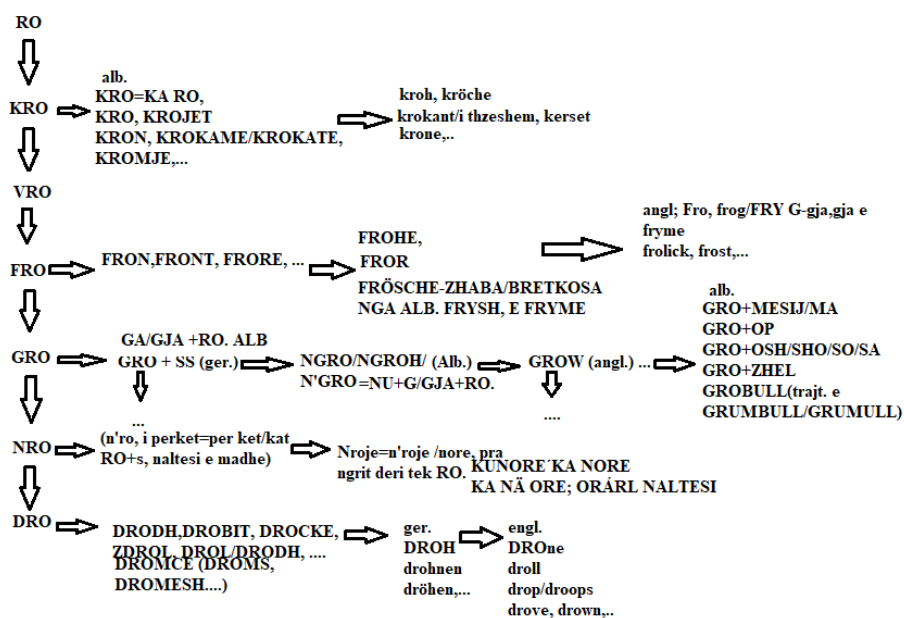 RO
KRO
alb.
KRO=KA RO,
KRO, KROJET
KRON, KROKAME/KROKATE,
KROMJE,...
kroh, kröche
krokant/i thzeshem, kerset
krone,..
VRO
FRO
FRON,FRONT, FRORE, ...
FROHE,
FROR
FRÖSCHE-ZHABA/BRETKOSA
NGA ALB. FRYSH, E FRYME
angl; Fro, frog/FRY G-gja,gja e
fryme
frolick, frost,...
GRO
GA/GJA +RO. ALB
GRO + SS (ger.)
...
NGRO/NGROH/ (Alb.)
N'GRO=NU+G/GJA+RO.
GROW (angl.) ...
....
alb.
GRO+MESIJ/MA
GRO+OP
GRO+OSH/SHO/SO/SA
GRO+ZHEL
GROBULL(trajt. e
GRUMBULL/GRUMULL)
NRO
(n'ro, i perket=per ket/kat
RO+s, naltesi e madhe)
Nroje=n'roje /nore, pra
ngrit deri tek RO.
KUNORE´KA NORE
KA NÄ ORE; ORÁRL NALTESI
DRO
DRODH,DROBIT, DROCKE,
ZDROL, DROL/DRODH, ....
DROMCE (DROMS,
DROMESH....)
ger.
DROH
drohnen
dröhen,...
engl.
DROne
droll
drop/droops
drove, drown,..